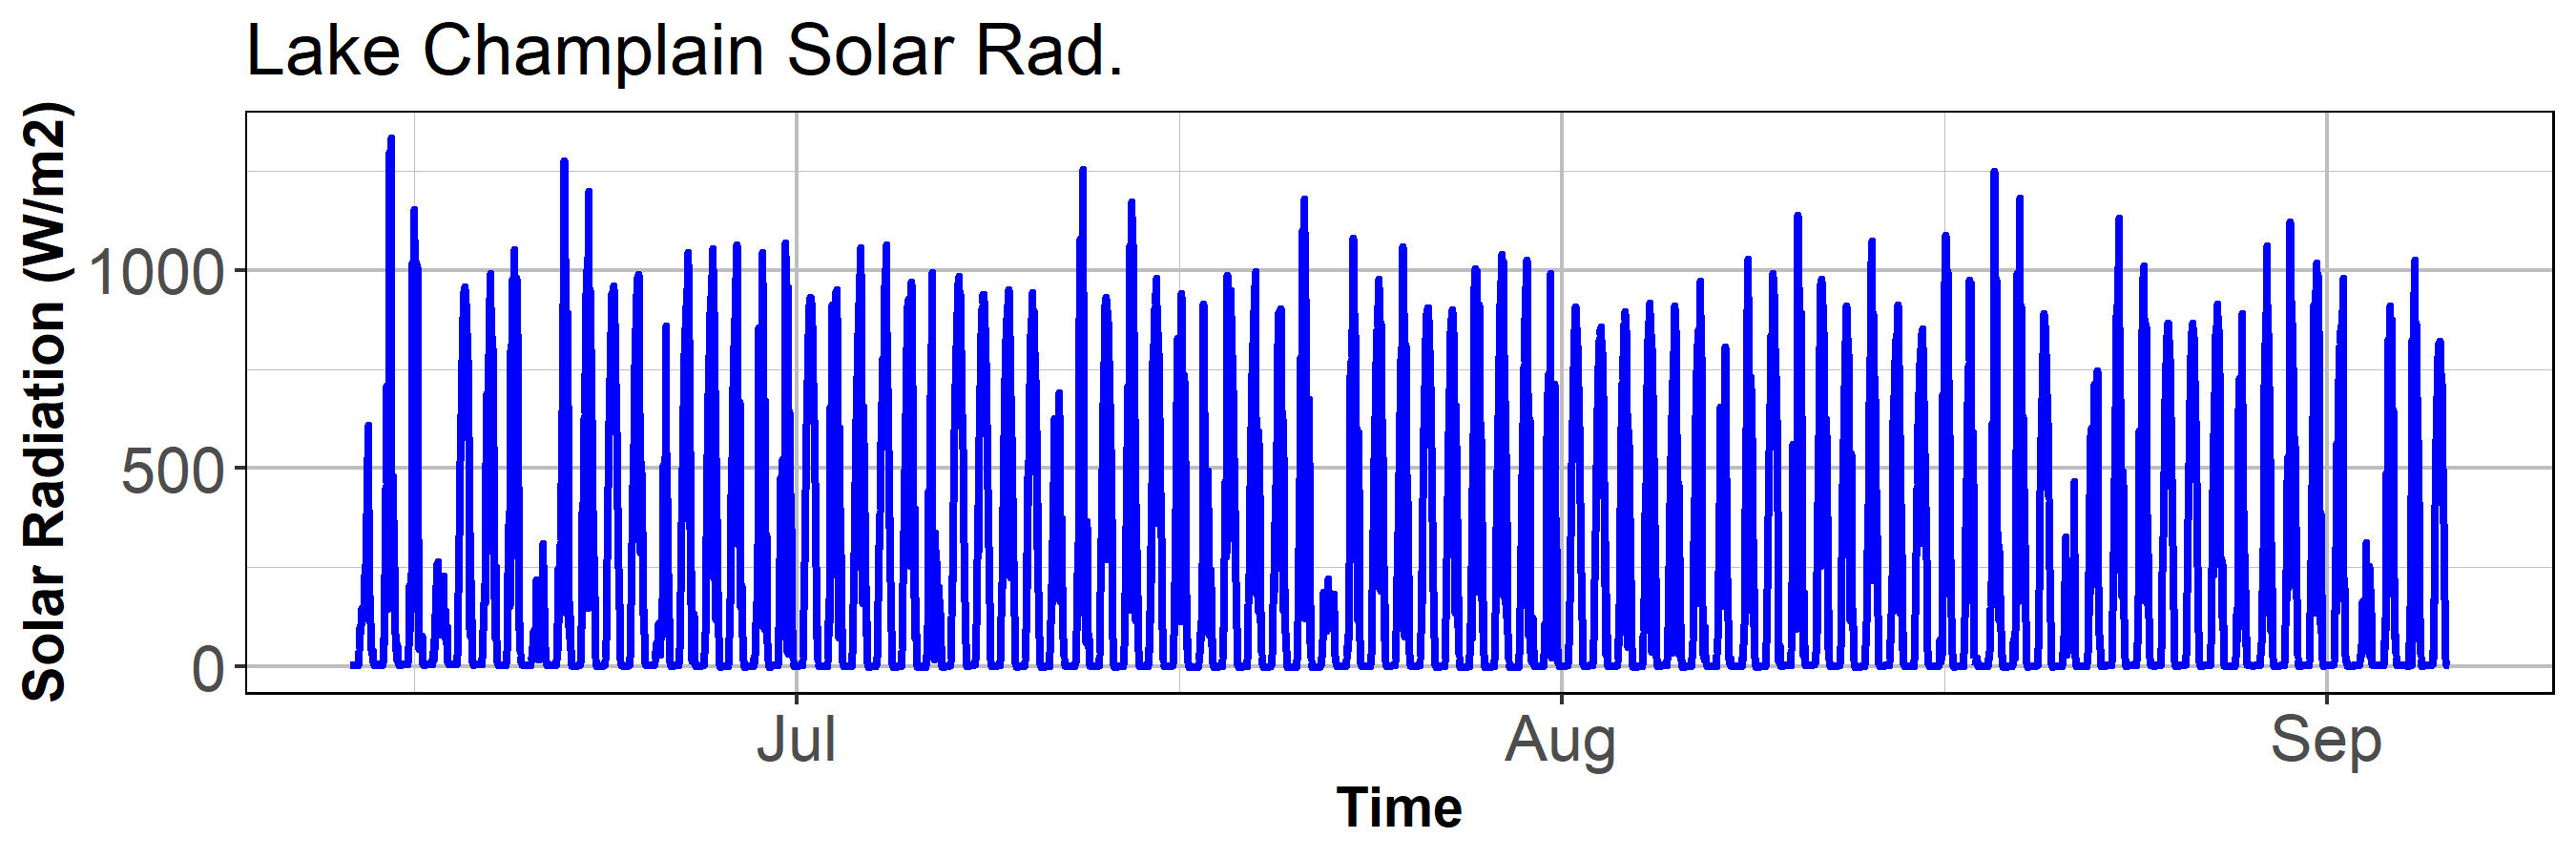 Lake Champlain Solar Rad.
Solar Radiation (W/m2)
1000
500
0
Jul Aug Sep
Time